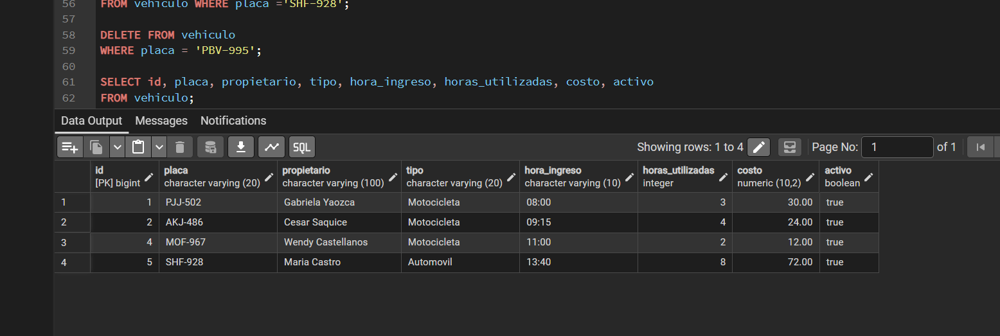 56 FROM vehiculo WHERE placa ='SHF-928';
57
58 DELETE FROM vehiculo
59 WHERE placa = 'PBV-995';
60
61 SELECT id, placa, propietario, tipo, hora_ingreso, horas_utilizadas, costo, activo
62 FROM vehiculo;
Data Output Messages Notifications
SQL Showing rows: 1 to 4 Page No: 1 of 1
id placa propietario tipo hora_ingreso horas_utilizadas costo activo
[PK] bigint character varying (20) character varying (100) character varying (20) character varying (10) integer numeric (10,2) boolean
1 1 PJJ-502 Gabriela Yaozca Motocicleta 08:00 3 30.00 true
2 2 AKJ-486 Cesar Saquice Motocicleta 09:15 4 24.00 true
3 4 MOF-967 Wendy Castellanos Motocicleta 11:00 2 12.00 true
4 5 SHF-928 Maria Castro Automovil 13:40 8 72.00 true